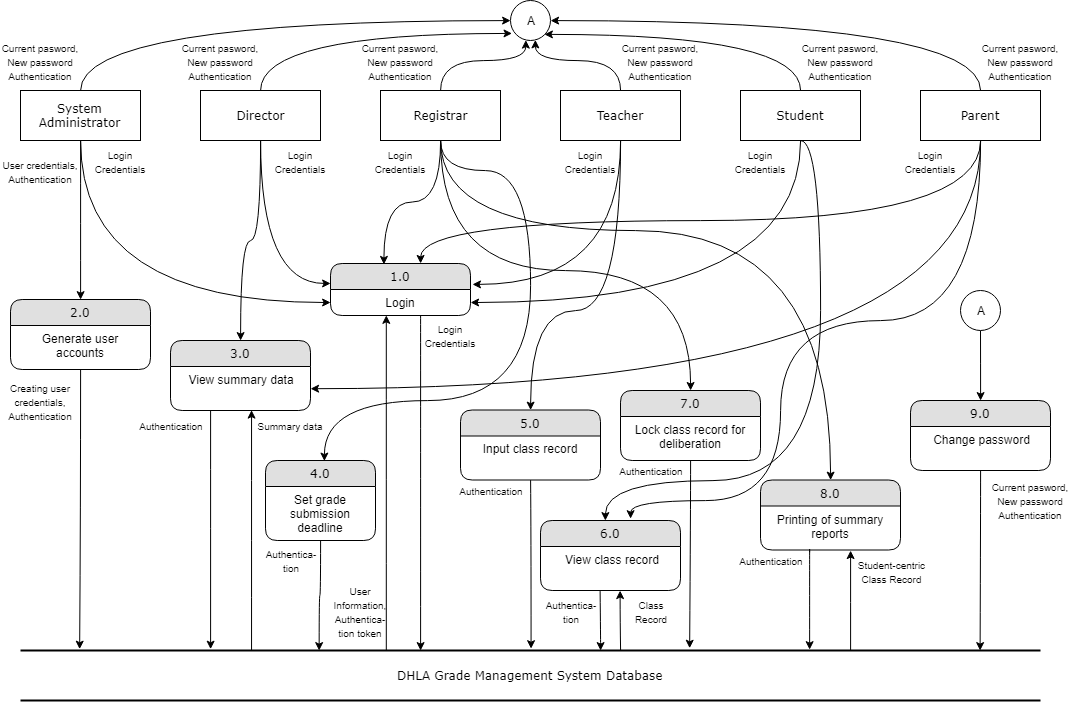 A
Current pasword,
New password
Authentication
Current pasword,
New password
Authentication
Current pasword,
New password
Authentication
Current pasword,
New password
Authentication
Current pasword,
New password
Authentication
Current pasword,
New password
Authentication
System
Administrator
Director
Registrar
Teacher
Student
Parent
User credentials,
Authentication
Login
Credentials
Login
Credentials
Login
Credentials
Login
Credentials
Login
Credentials
Login
Credentials
1.0
Login
Login
Credentials
2.0
Generate user
accounts
A
3.0
View summary data
Creating user
credentials,
Authentication
Authentication
Summary data
7.0
Lock class record for
deliberation
9.0
Change password
5.0
Input class record
4.0
Set grade
submission
deadline
Authentication
Authentication
8.0
Printing of summary
reports
Current pasword,
New password
Authentication
6.0
View class record
Authentica-
tion
Authentication
Student-centric
Class Record
User
Information,
Authentica-
tion token
Authentica-
tion
Class
Record
DHLA Grade Management System Database